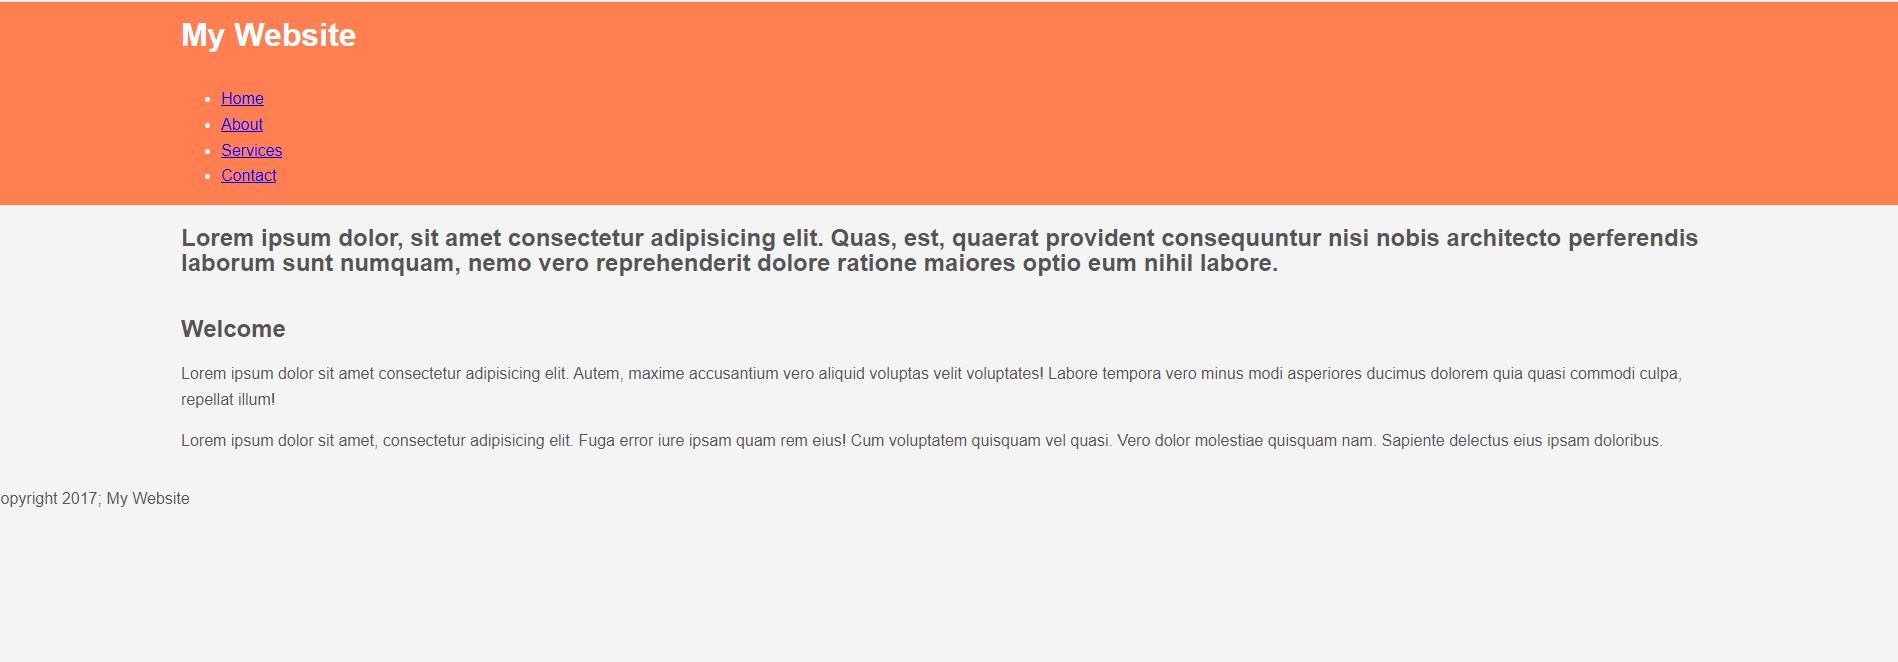 My Website
Home
About
Services
Contact
Lorem ipsum dolor, sit amet consectetur adipisicing elit. Quas, est, quaerat provident consequuntur nisi nobis architecto perferendis
laborum sunt numquam, nemo vero reprehenderit dolore ratione maiores optio eum nihil labore.
Welcome
Lorem ipsum dolor sit amet consectetur adipisicing elit. Autem, maxime accusantium vero aliquid voluptas velit voluptates! Labore tempora vero minus modi asperiores ducimus dolorem quia quasi commodi culpa,
repellat illum!
Lorem ipsum dolor sit amet, consectetur adipisicing elit. Fuga error iure ipsam quam rem eius! Cum voluptatem quisquam vel quasi. Vero dolor molestiae quisquam nam. Sapiente delectus eius ipsam doloribus.
opyright 2017; My Website